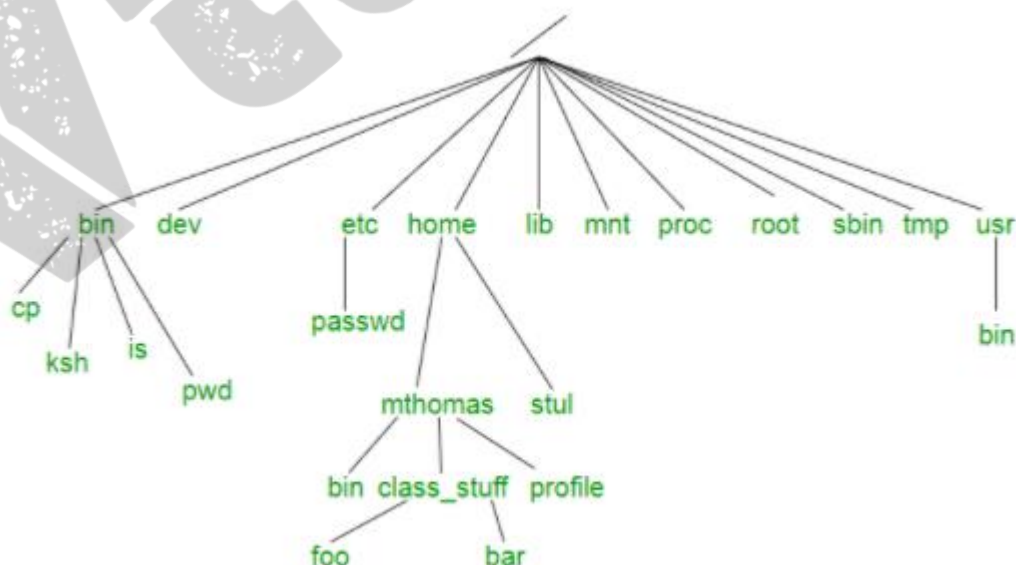 /
bin dev etc home lib mnt proc root sbin tmp usr
cp
passwd
bin
ksh
is
pwd
mthomas stul
bin class_stuff profile
foo bar